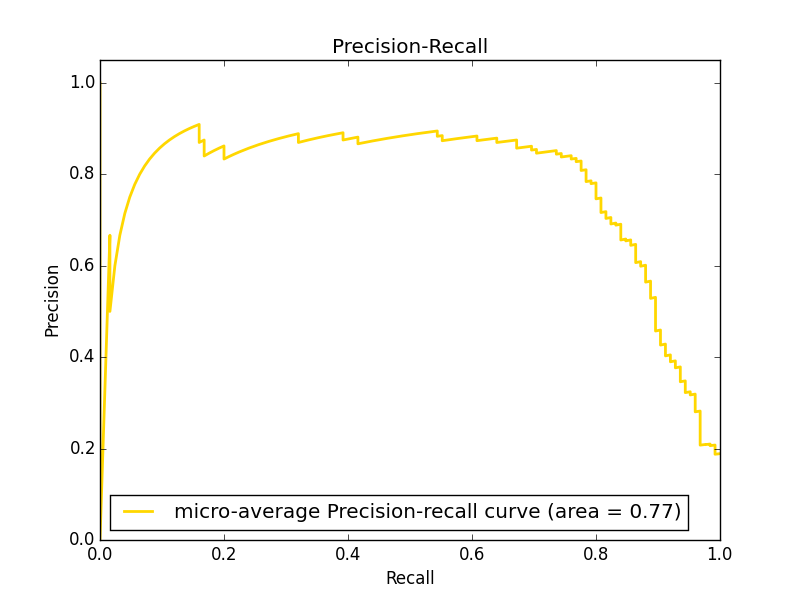 Precision-Recall
1.0
0.8
0.6
0.4
0.2
0.0
Precision
micro-average Precision-recall curve (area = 0.77)
0.0 0.2 0.4 0.6 0.8 1.0
Recall